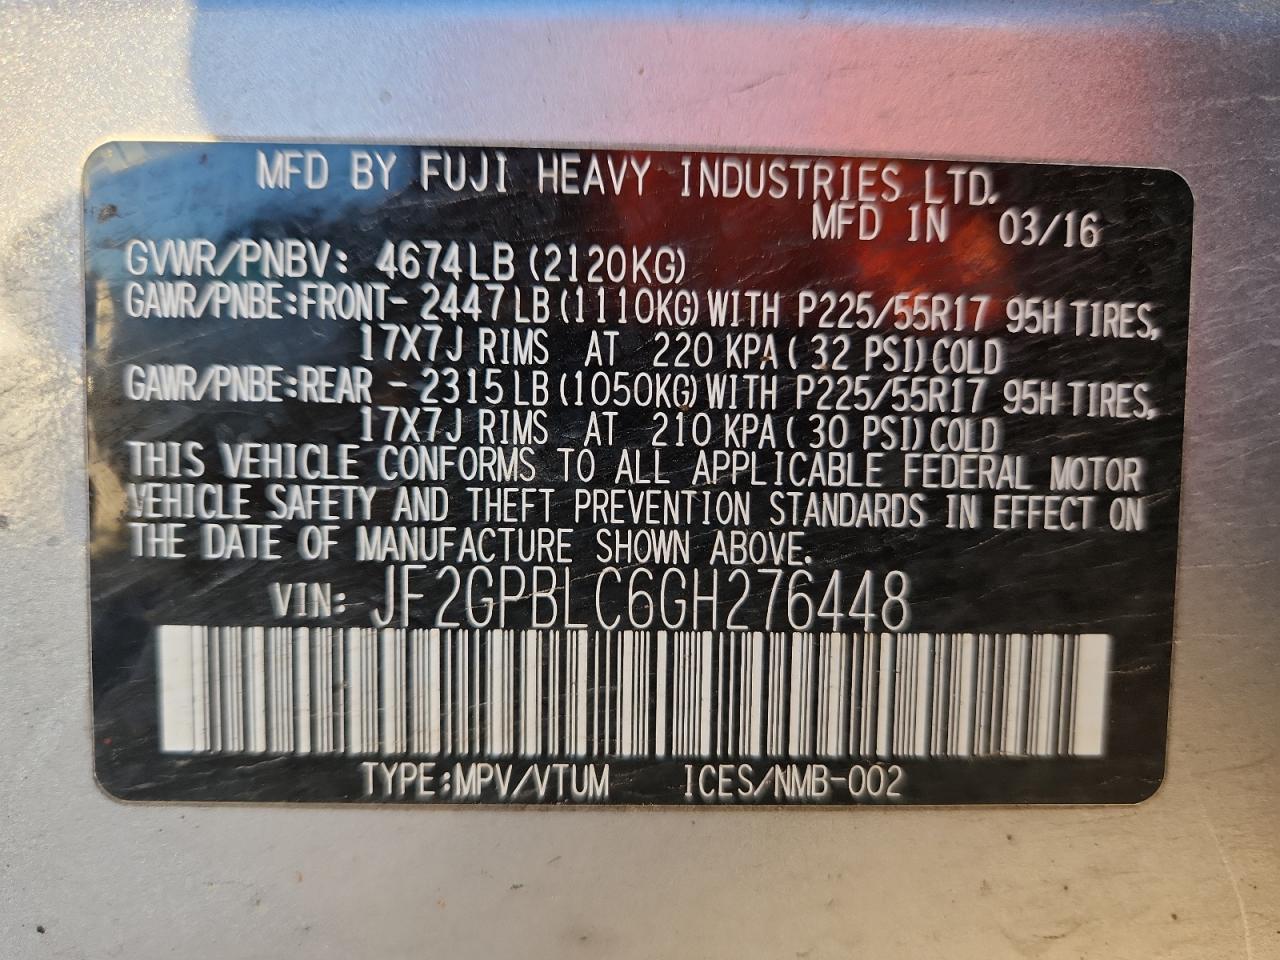 MFD BY FUJI HEAVY INDUSTRIES LTD.
MFD IN 03/16
GVWR/PNBV: 4674LB (2120KG)
GAWR/PNBE:FRONT- 2447LB(1110KG)WITH P225/55R17 95H TIRES,
17X7J RIMS AT 220 KPA( 32 PSI)COLD
GAWR/PNBE:REAR - 2315LB(1050KG)WITH P225/55R17 95H TIRES,
17X7J RIMS AT 210 KPA( 30 PSI)COLD
THIS VEHICLE CONFORMS TO ALL APPLICABLE FEDERAL MOTOR
VEHICLE SAFETY AND THEFT PREVENTION STANDARDS IN EFFECT ON
THE DATE OF MANUFACTURE SHOWN ABOVE.
VIN: JF2GPBLC6GH276448
TYPE:MPV/VTUM ICES/NMB-002